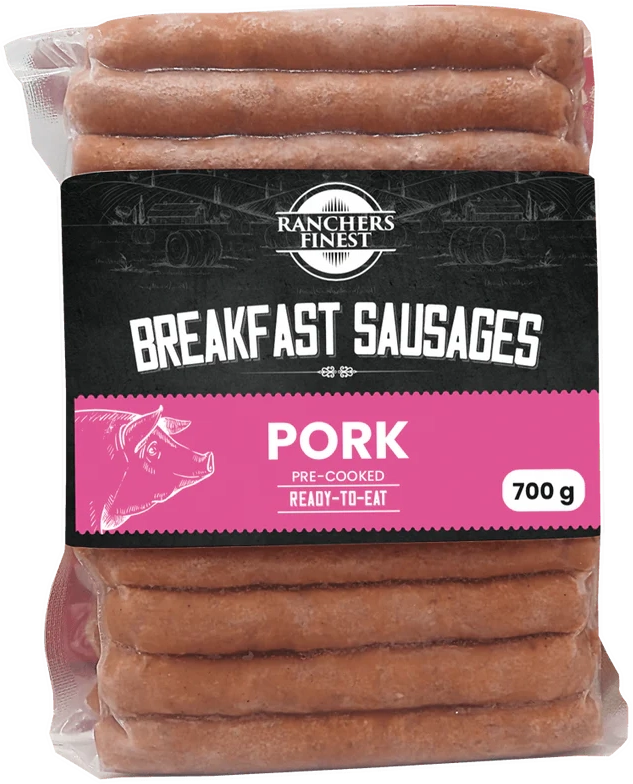 RANCHERS
FINEST
BREAKFAST SAUSAGES
PORK
PRE-COOKED
READY-TO-EAT
700 g